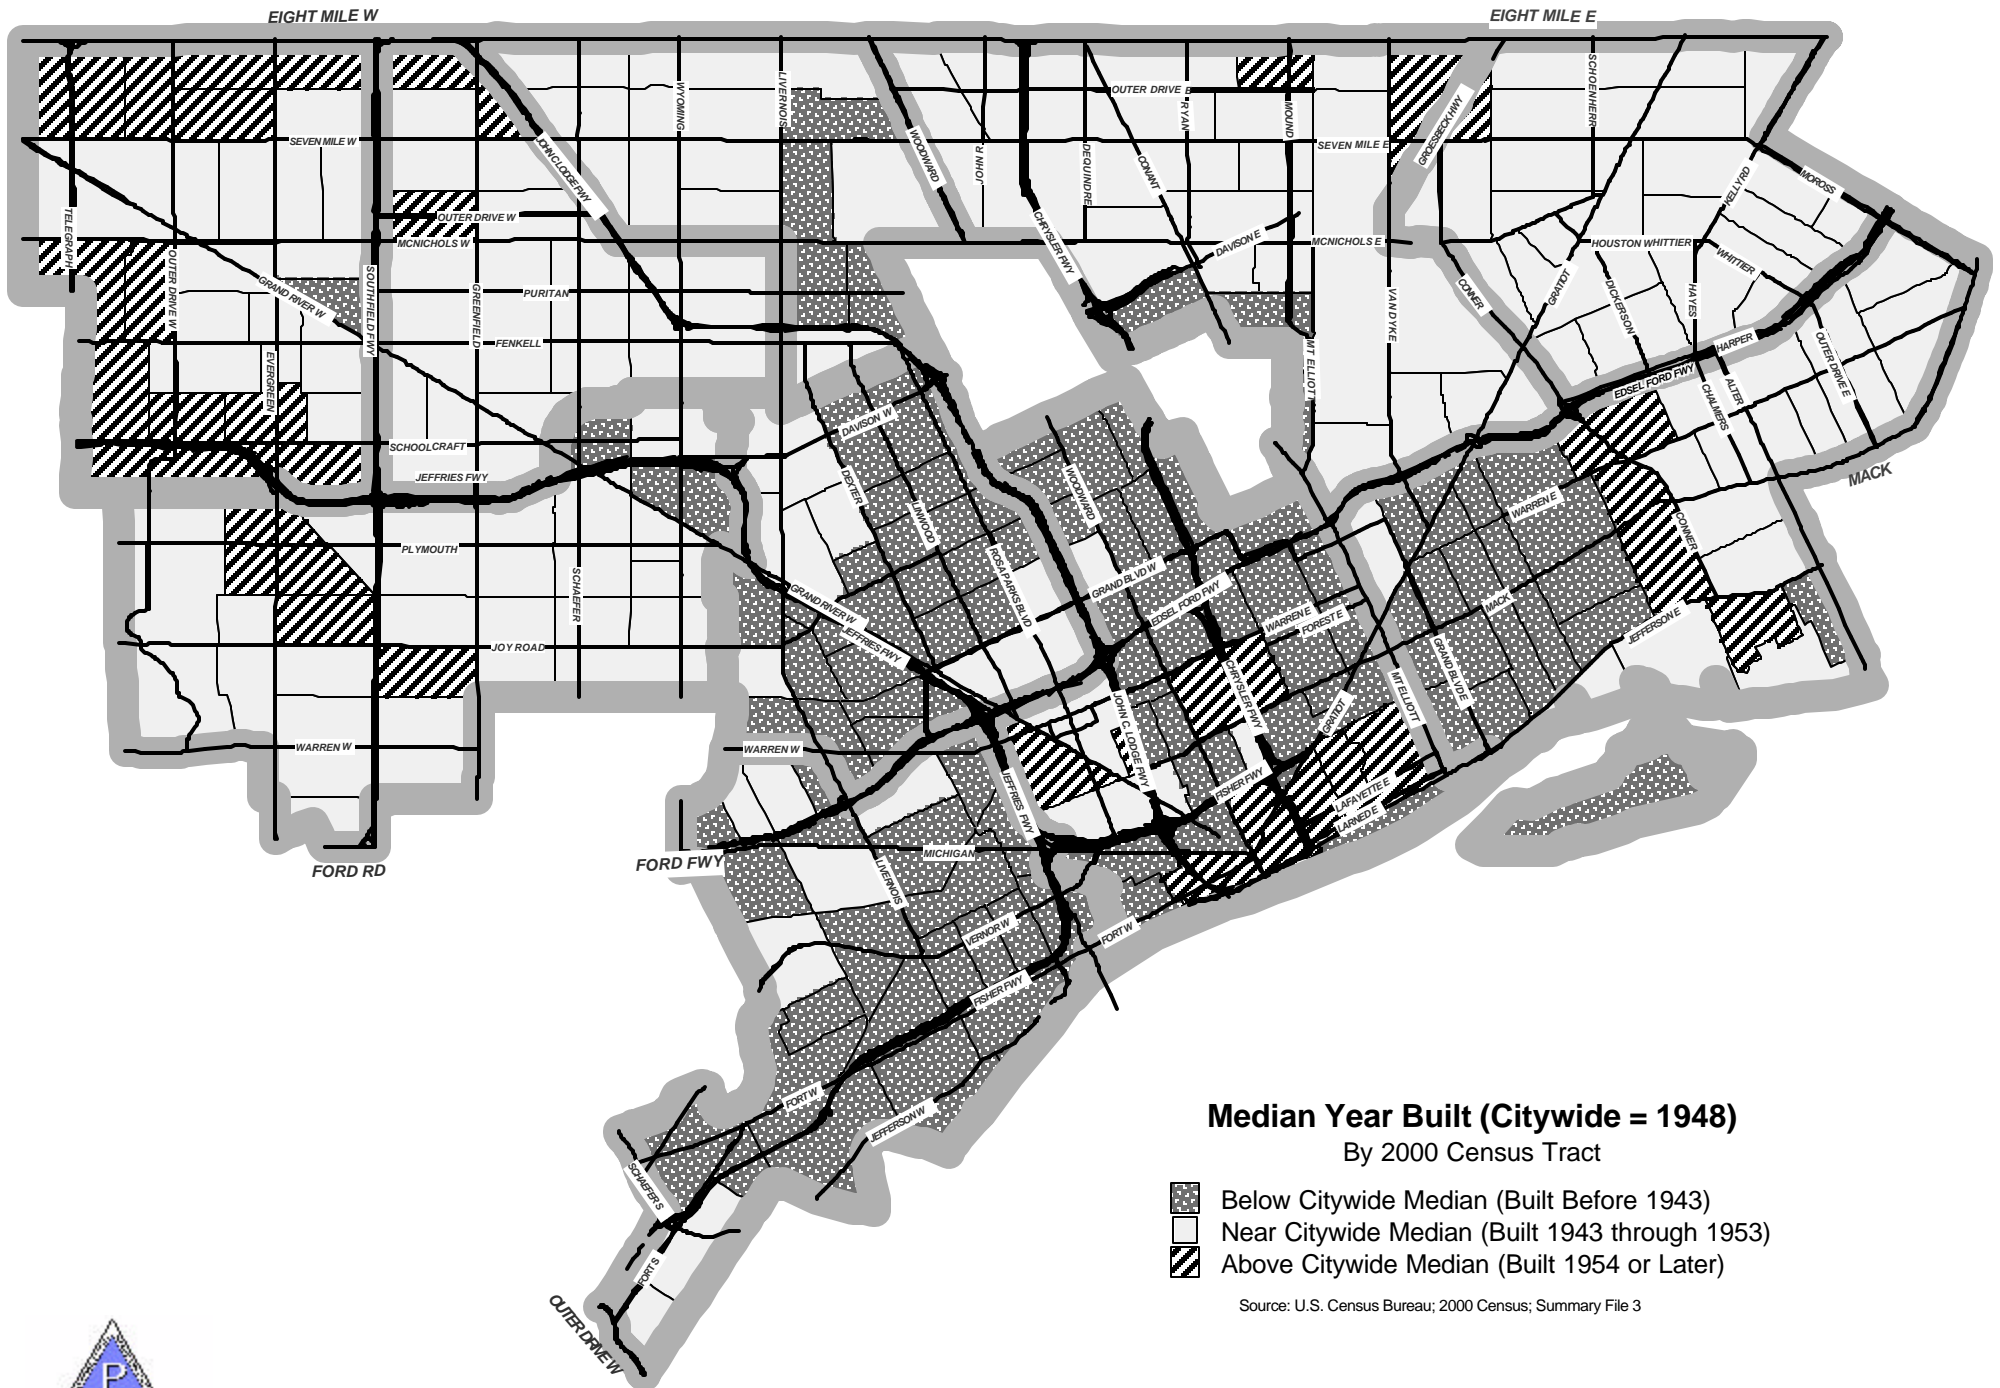 EIGHT MILE W
EIGHT MILE E
LIVERNOIS
WYOMING
SCHOENHERR
OUTER DRIVE E
RYAN
MOUND
GROESBECK HWY
SEVEN MILE W
JOHN C LODGE FWY
WOODWARD
JOHN R
DEQUINDRE
CONANT
SEVEN MILE E
KELLY RD
MOROSS
TELEGRAPH
OUTER DRIVE W
MCNICHOLS W
CHRYSLER FWY
DAVISON E
MCNICHOLS E
HOUSTON WHITTIER
WHITTIER
OUTER DRIVE W
GRAND RIVER W
SOUTHFIELD FWY
GREENFIELD
PURITAN
VAN DYKE
CONNER
GRATIOT
DICKERSON
HAYES
EVERGREEN
FENKELL
MT ELLIOTT
HARPER
OUTER DRIVE E
EDSEL FORD FWY
ALTER
CHALMERS
SCHOOLCRAFT
DAVISON W
JEFFRIES FWY
DEXTER
LINWOOD
WOODWARD
MACK
WARREN E
CONNER
PLYMOUTH
ROSA PARKS BLVD
SCHAEFER
GRAND RIVER W
JEFFRIES FWY
GRAND BLVD W
EDSEL FORD FWY
WARREN E
FOREST E
MACK
JEFFERSON E
JOY ROAD
CHRYSLER FWY
GRAND BLVD E
MT ELLIOTT
GRATIOT
JOHN C. LODGE FWY
WARREN W
WARREN W
JEFFRIES FWY
FISHER FWY
LAFAYETTE E
LARNED E
FORD RD
FORD FWY
MICHIGAN
LIVERNOIS
VERNOR W
FORT W
FISHER FWY
FORT W
JEFFERSON W
SCHAEFER S
FORT S
OUTER DRIVE W
Median Year Built (Citywide = 1948)
By 2000 Census Tract
Below Citywide Median (Built Before 1943)
Near Citywide Median (Built 1943 through 1953)
Above Citywide Median (Built 1954 or Later)
Source: U.S. Census Bureau; 2000 Census; Summary File 3
P